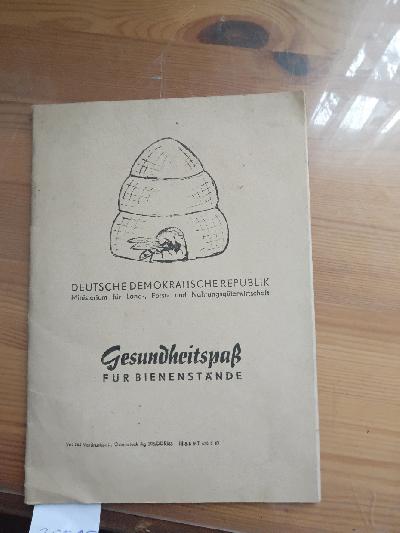 DEUTSCHE DEMOKRATISCHE REPUBLIK
Ministerium für Land-, Forst- und Nahrungsgüterwirtschaft
Gesundheitspaß
FÜR BIENENSTÄNDE